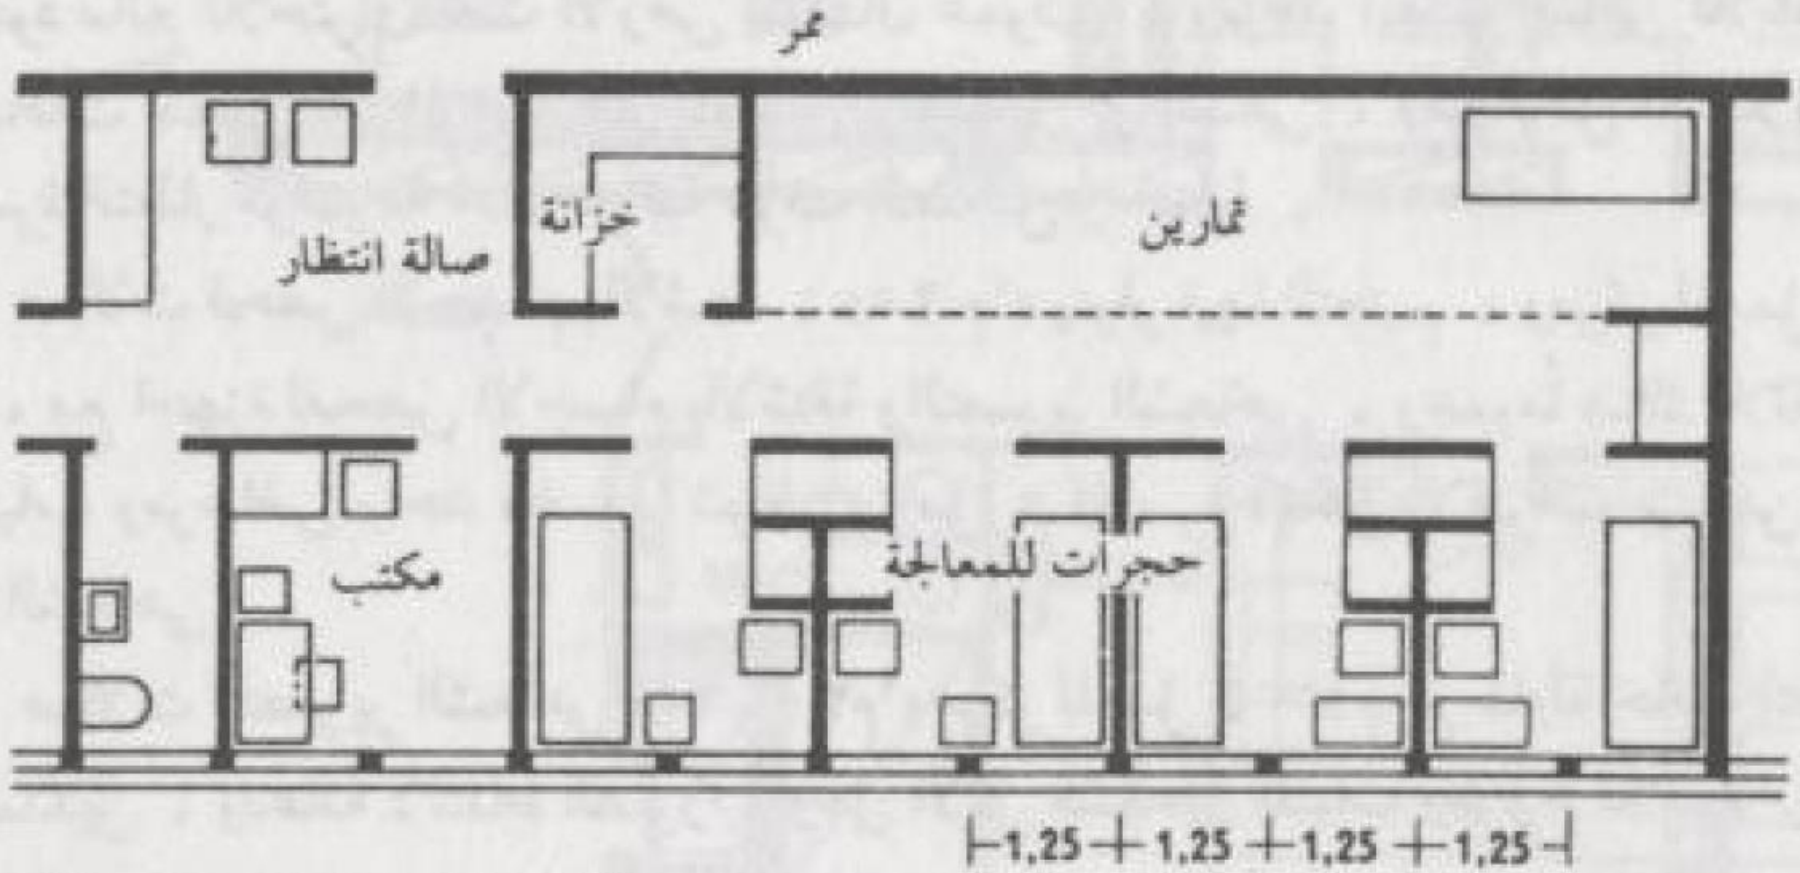 ممر
خزانة
تمارين
صالة انتظار
مكتب
حجرات للمعالجة
1,25 1,25 1,25 1,25